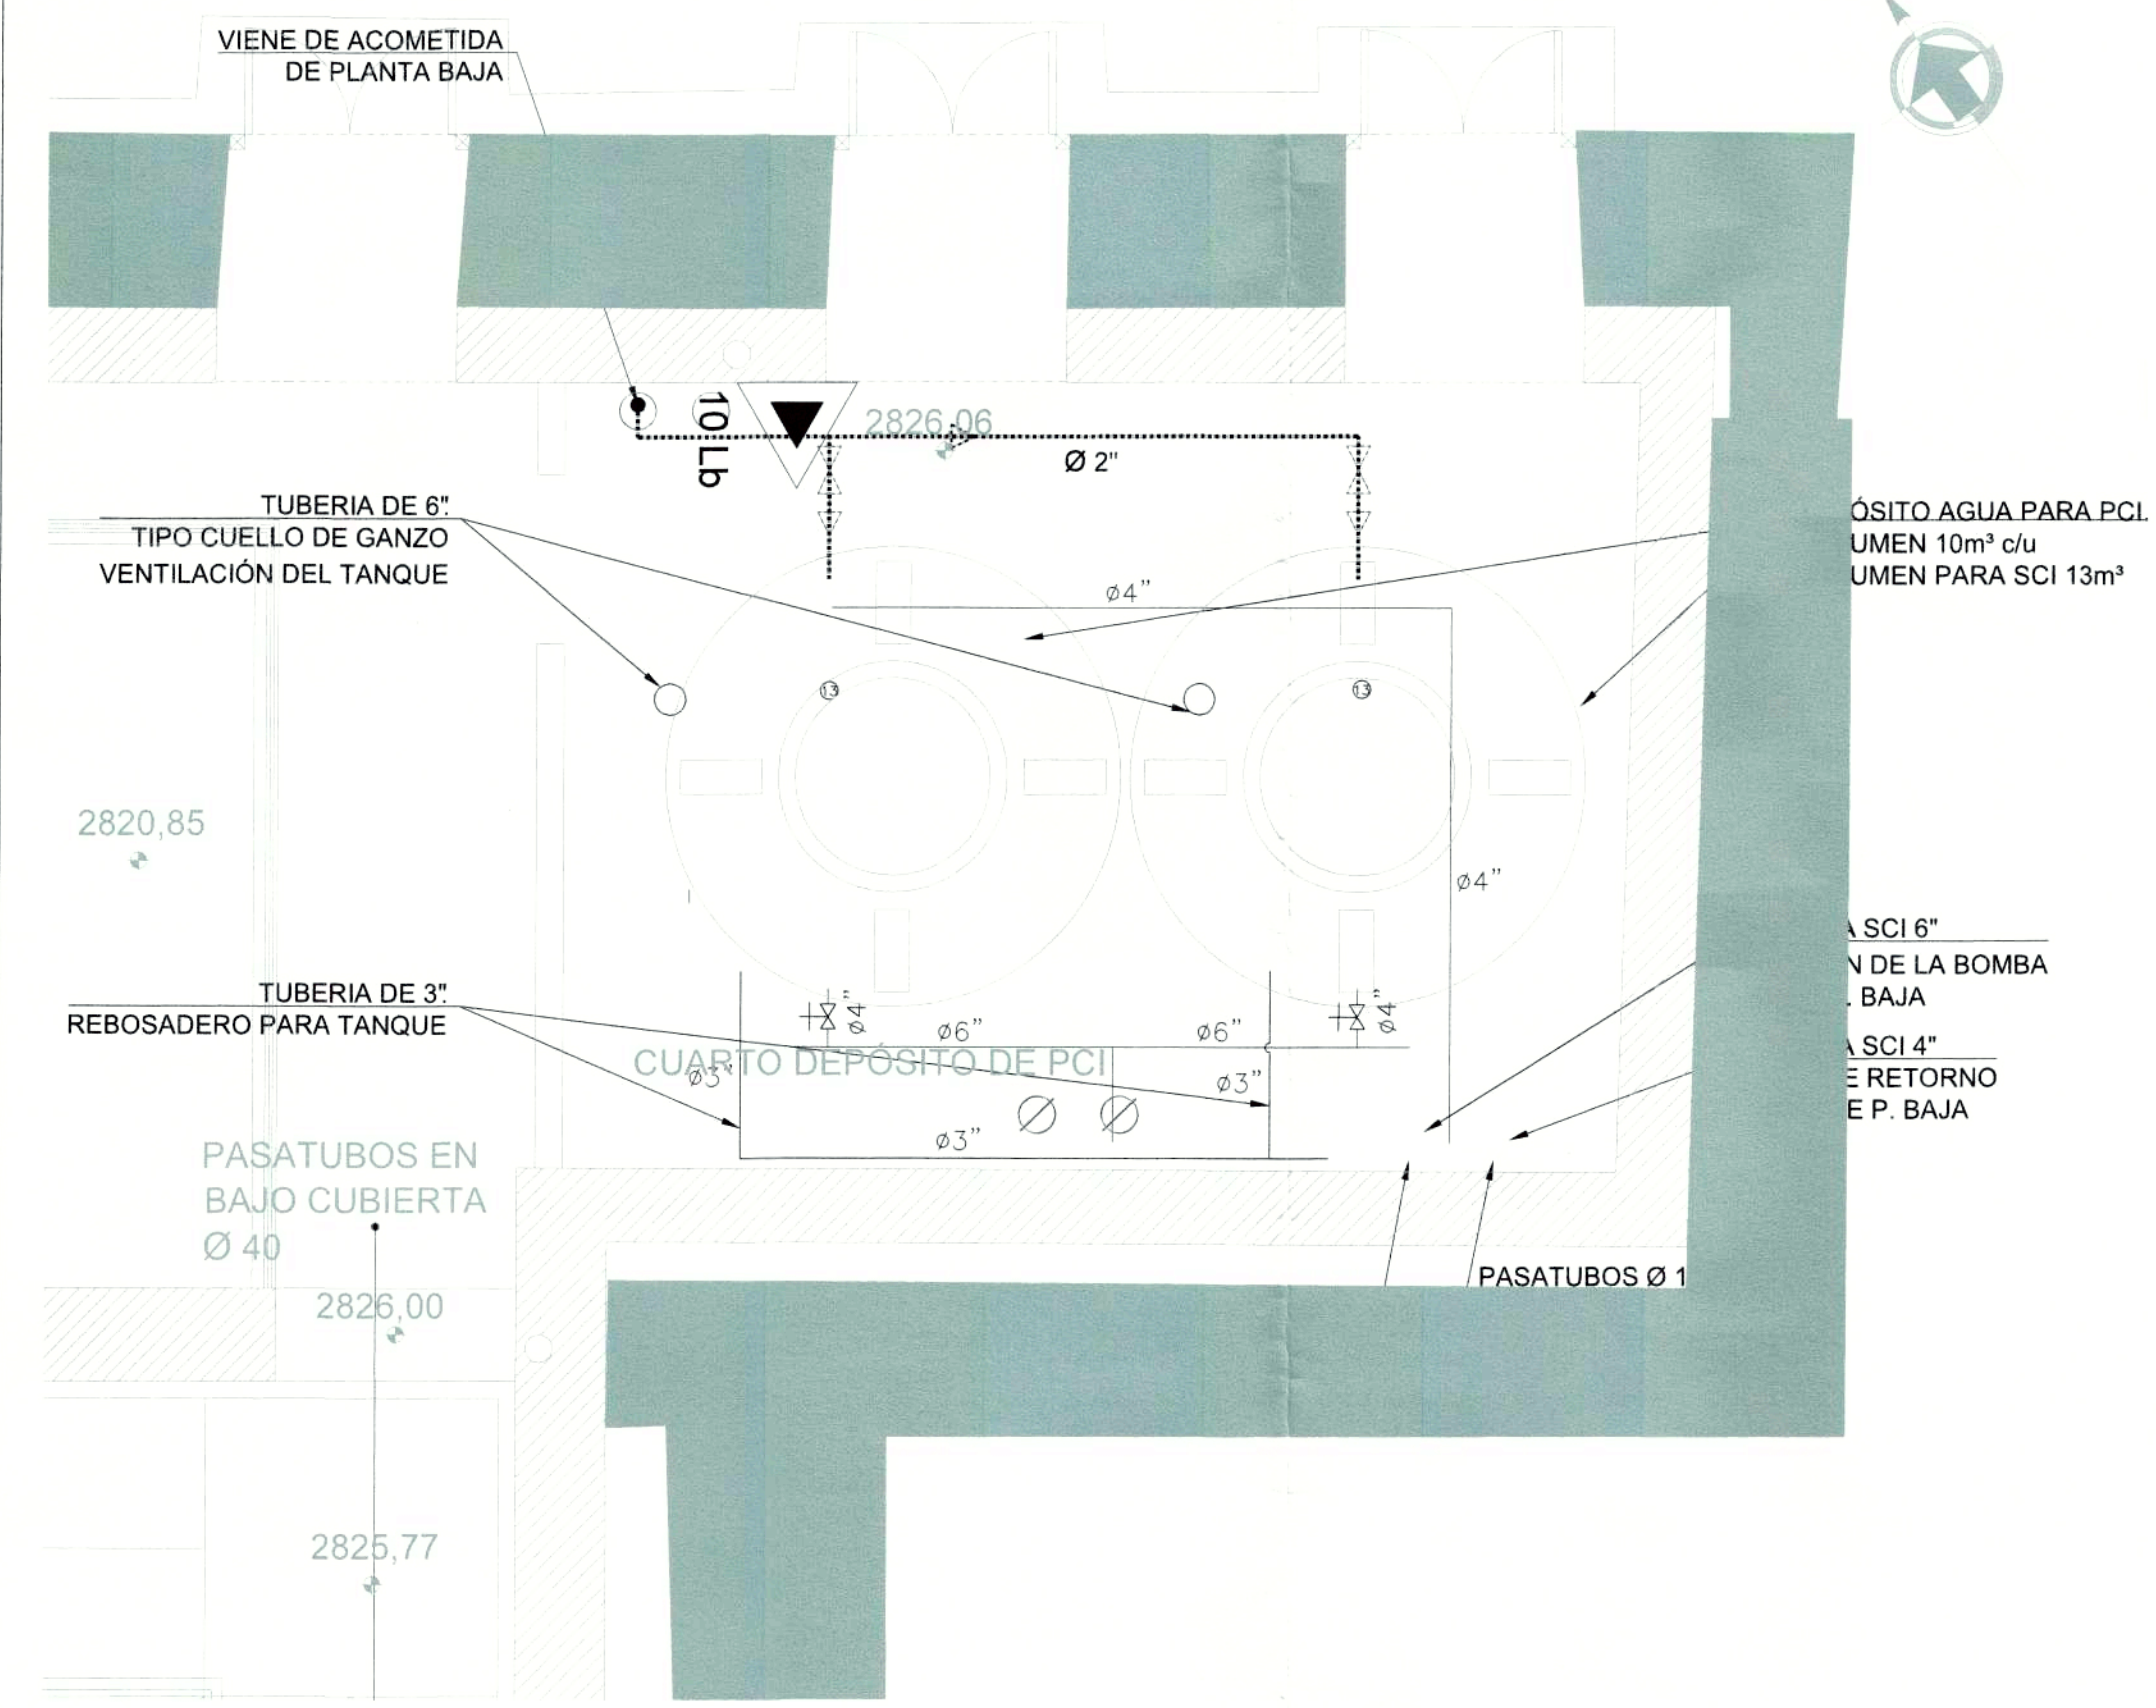 VIENE DE ACOMETIDA
DE PLANTA BAJA
10 Lb
2826,06
Ø 2"
TUBERIA DE 6".
TIPO CUELLO DE GANZO
VENTILACIÓN DEL TANQUE
ÓSITO AGUA PARA PCI.
UMEN 10m³ c/u
UMEN PARA SCI 13m³
ø4"
13
13
2820,85
ø4"
A SCI 6"
N DE LA BOMBA
. BAJA
TUBERIA DE 3".
REBOSADERO PARA TANQUE
ø4"
ø6"
ø6"
ø4"
CUARTO DEPÓSITO DE PCI
ø3"
ø3"
A SCI 4"
E RETORNO
E P. BAJA
ø3"
PASATUBOS EN
BAJO CUBIERTA
Ø 40
PASATUBOS Ø 1
2826,00
2825,77